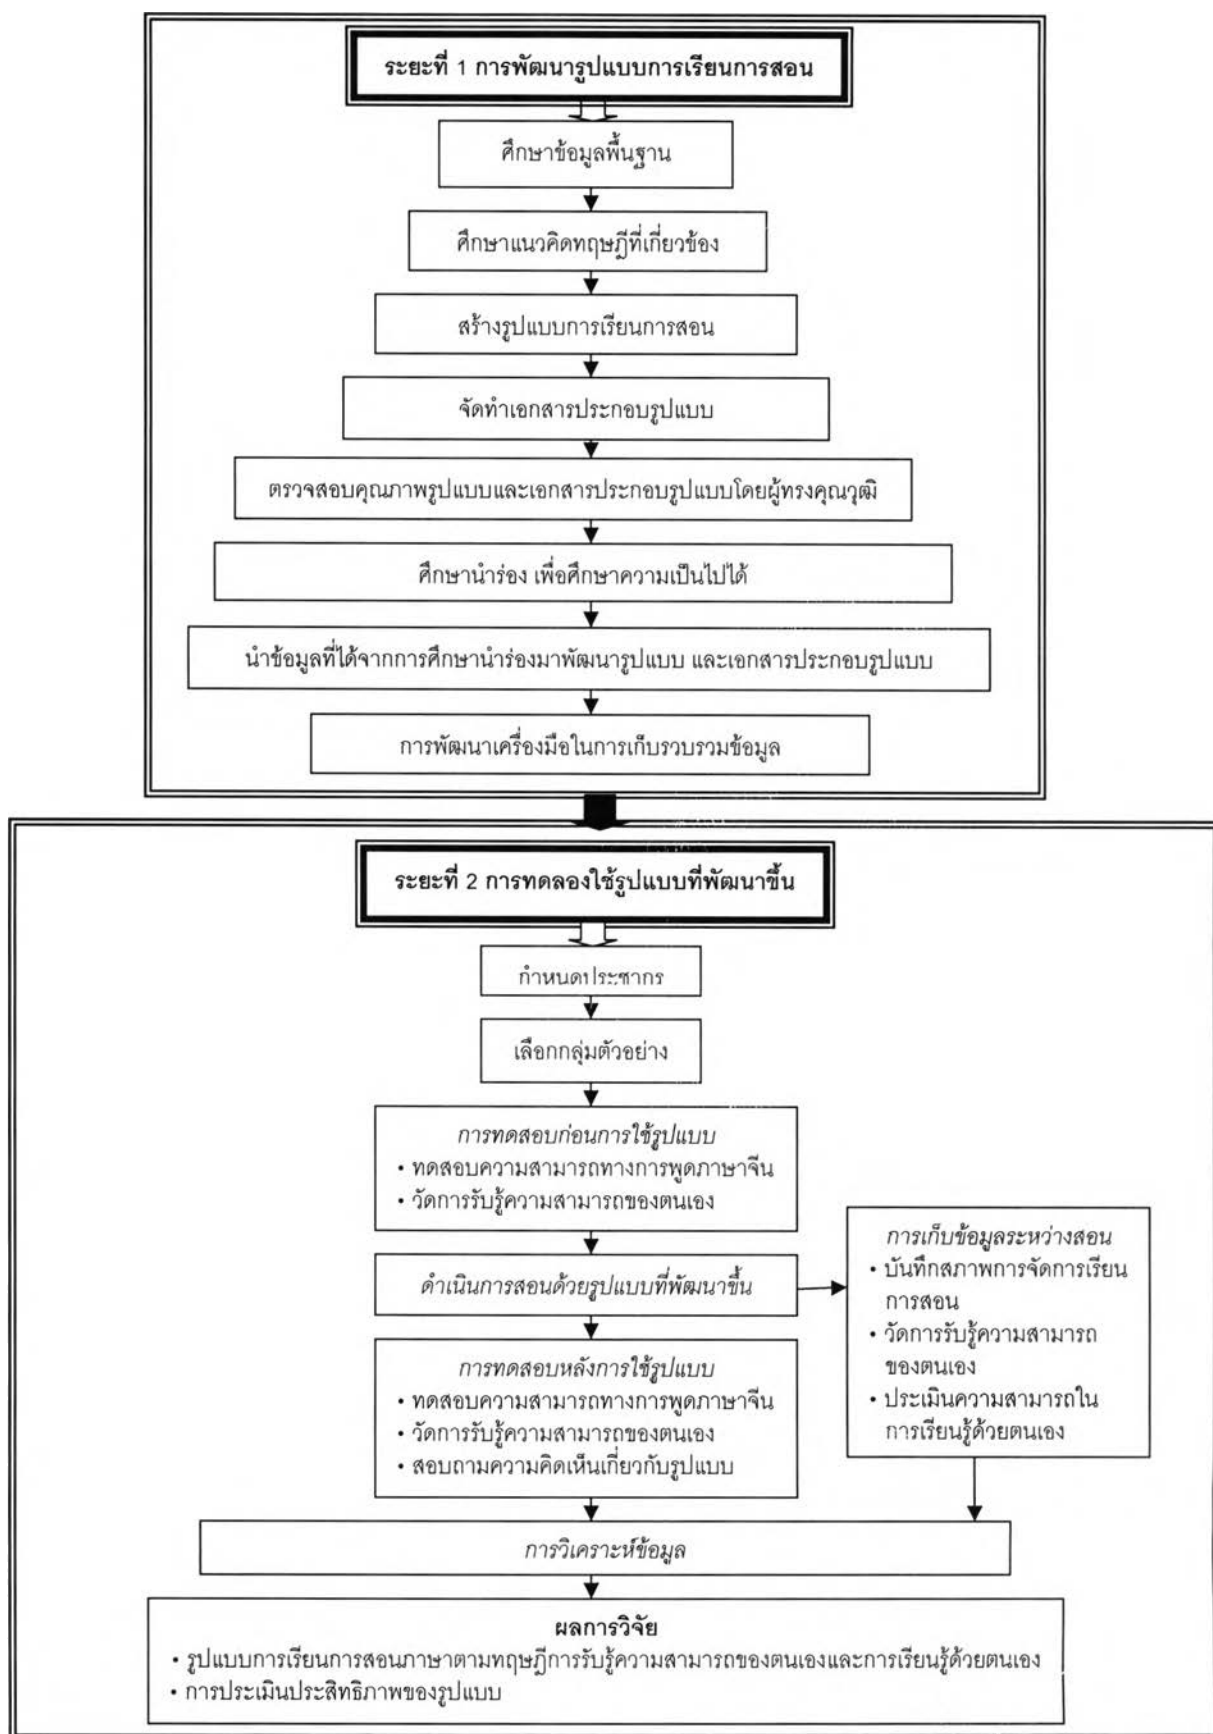 ระยะที่ 1 การพัฒนารูปแบบการเรียนการสอน
ศึกษาข้อมูลพื้นฐาน
ศึกษาแนวคิดทฤษฎีที่เกี่ยวข้อง
สร้างรูปแบบการเรียนการสอน
จัดทำเอกสารประกอบรูปแบบ
ตรวจสอบคุณภาพรูปแบบและเอกสารประกอบรูปแบบโดยผู้ทรงคุณวุฒิ
ศึกษานำร่อง เพื่อศึกษาความเป็นไปได้
นำข้อมูลที่ได้จากการศึกษานำร่องมาพัฒนารูปแบบ และเอกสารประกอบรูปแบบ
การพัฒนาเครื่องมือในการเก็บรวบรวมข้อมูล
ระยะที่ 2 การทดลองใช้รูปแบบที่พัฒนาขึ้น
กำหนดประชากร
เลือกกลุ่มตัวอย่าง
การทดสอบก่อนการใช้รูปแบบ
• ทดสอบความสามารถทางการพูดภาษาจีน
• วัดการรับรู้ความสามารถของตนเอง
ดำเนินการสอนด้วยรูปแบบที่พัฒนาขึ้น
การเก็บข้อมูลระหว่างสอน
• บันทึกสภาพการจัดการเรียน
การสอน
• วัดการรับรู้ความสามารถ
ของตนเอง
• ประเมินความสามารถใน
การเรียนรู้ด้วยตนเอง
การทดสอบหลังการใช้รูปแบบ
• ทดสอบความสามารถทางการพูดภาษาจีน
• วัดการรับรู้ความสามารถของตนเอง
• สอบถามความคิดเห็นเกี่ยวกับรูปแบบ
การวิเคราะห์ข้อมูล
ผลการวิจัย
• รูปแบบการเรียนการสอนภาษาตามทฤษฎีการรับรู้ความสามารถของตนเองและการเรียนรู้ด้วยตนเอง
• การประเมินประสิทธิภาพของรูปแบบ